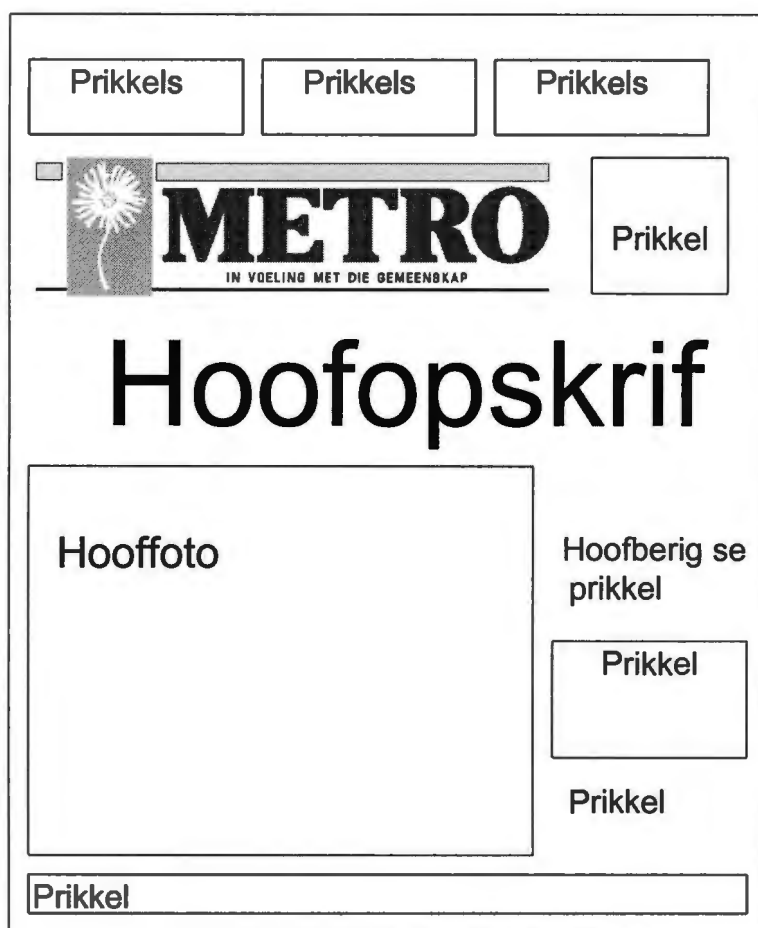 Prikkels Prikkels Prikkels
METRO
IN VOELING MET DIE GEMEENSKAP
Prikkel
Hoofopskrif
Hooffoto
Hoofberig se
prikkel
Prikkel
Prikkel
Prikkel